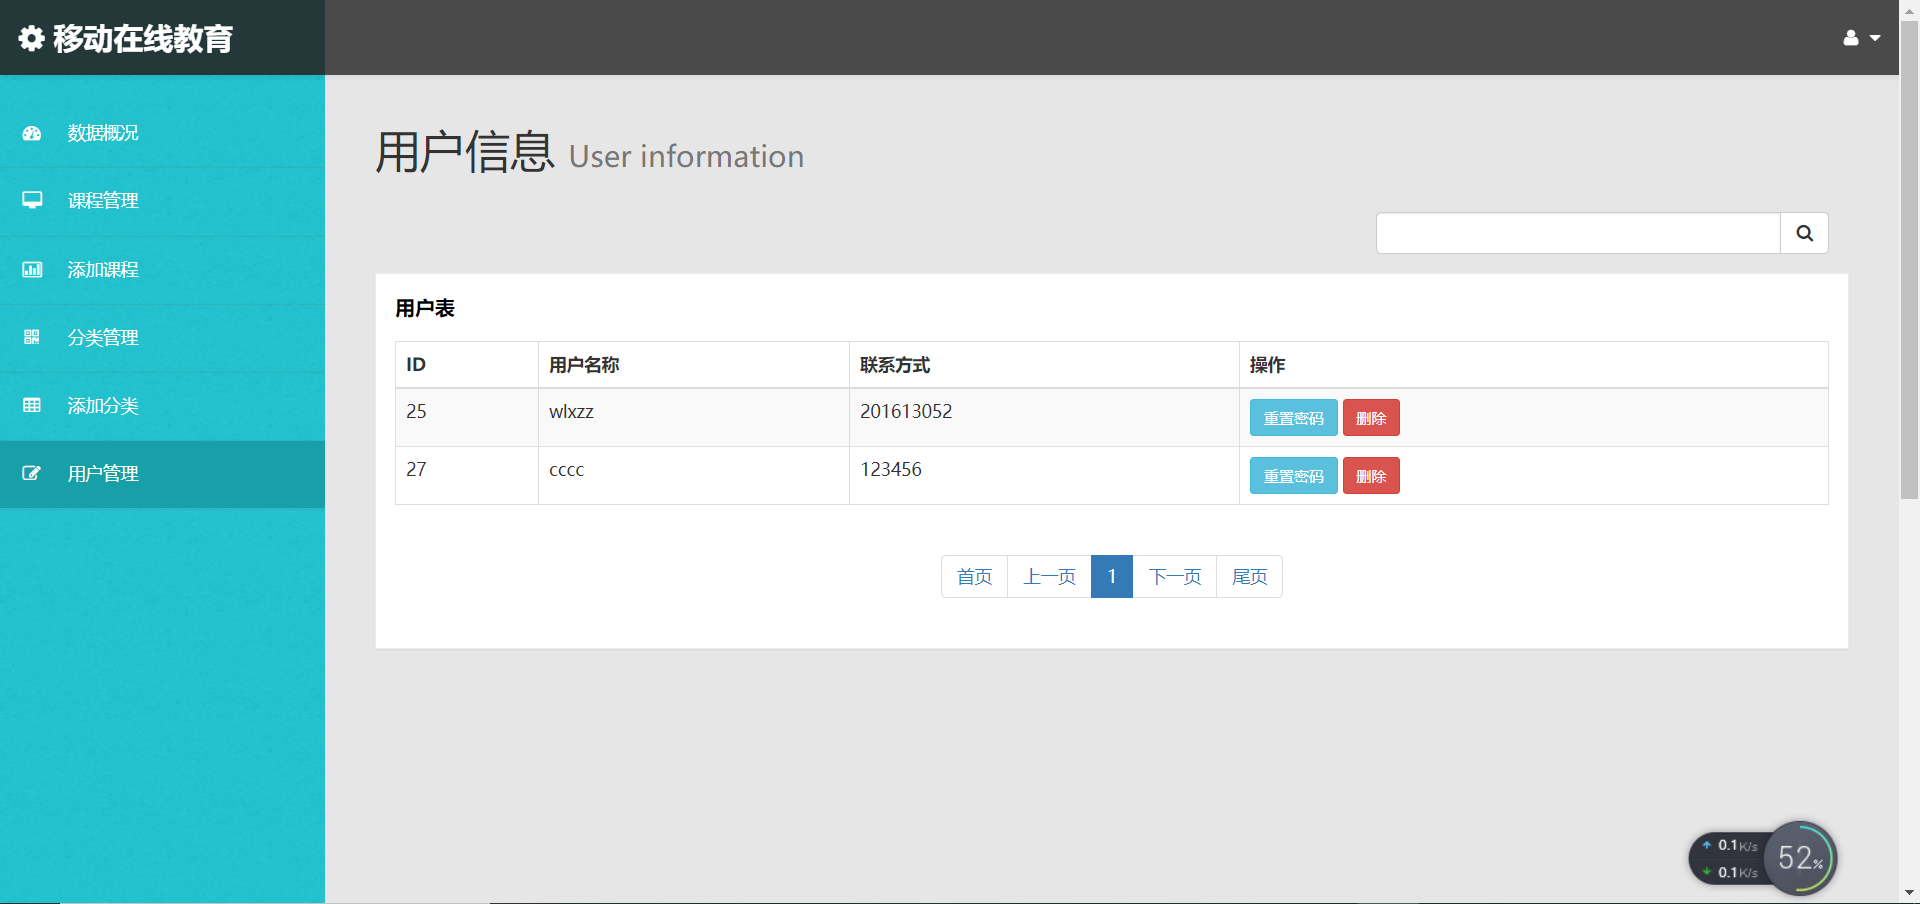 移动在线教育
数据概况
课程管理
添加课程
分类管理
添加分类
用户管理
用户信息 User information
用户表
ID 用户名称 联系方式 操作
25 wlxzz 201613052 重置密码 删除
27 cccc 123456 重置密码 删除
首页 上一页 1 下一页 尾页
0.1K/s
0.1K/s
52%